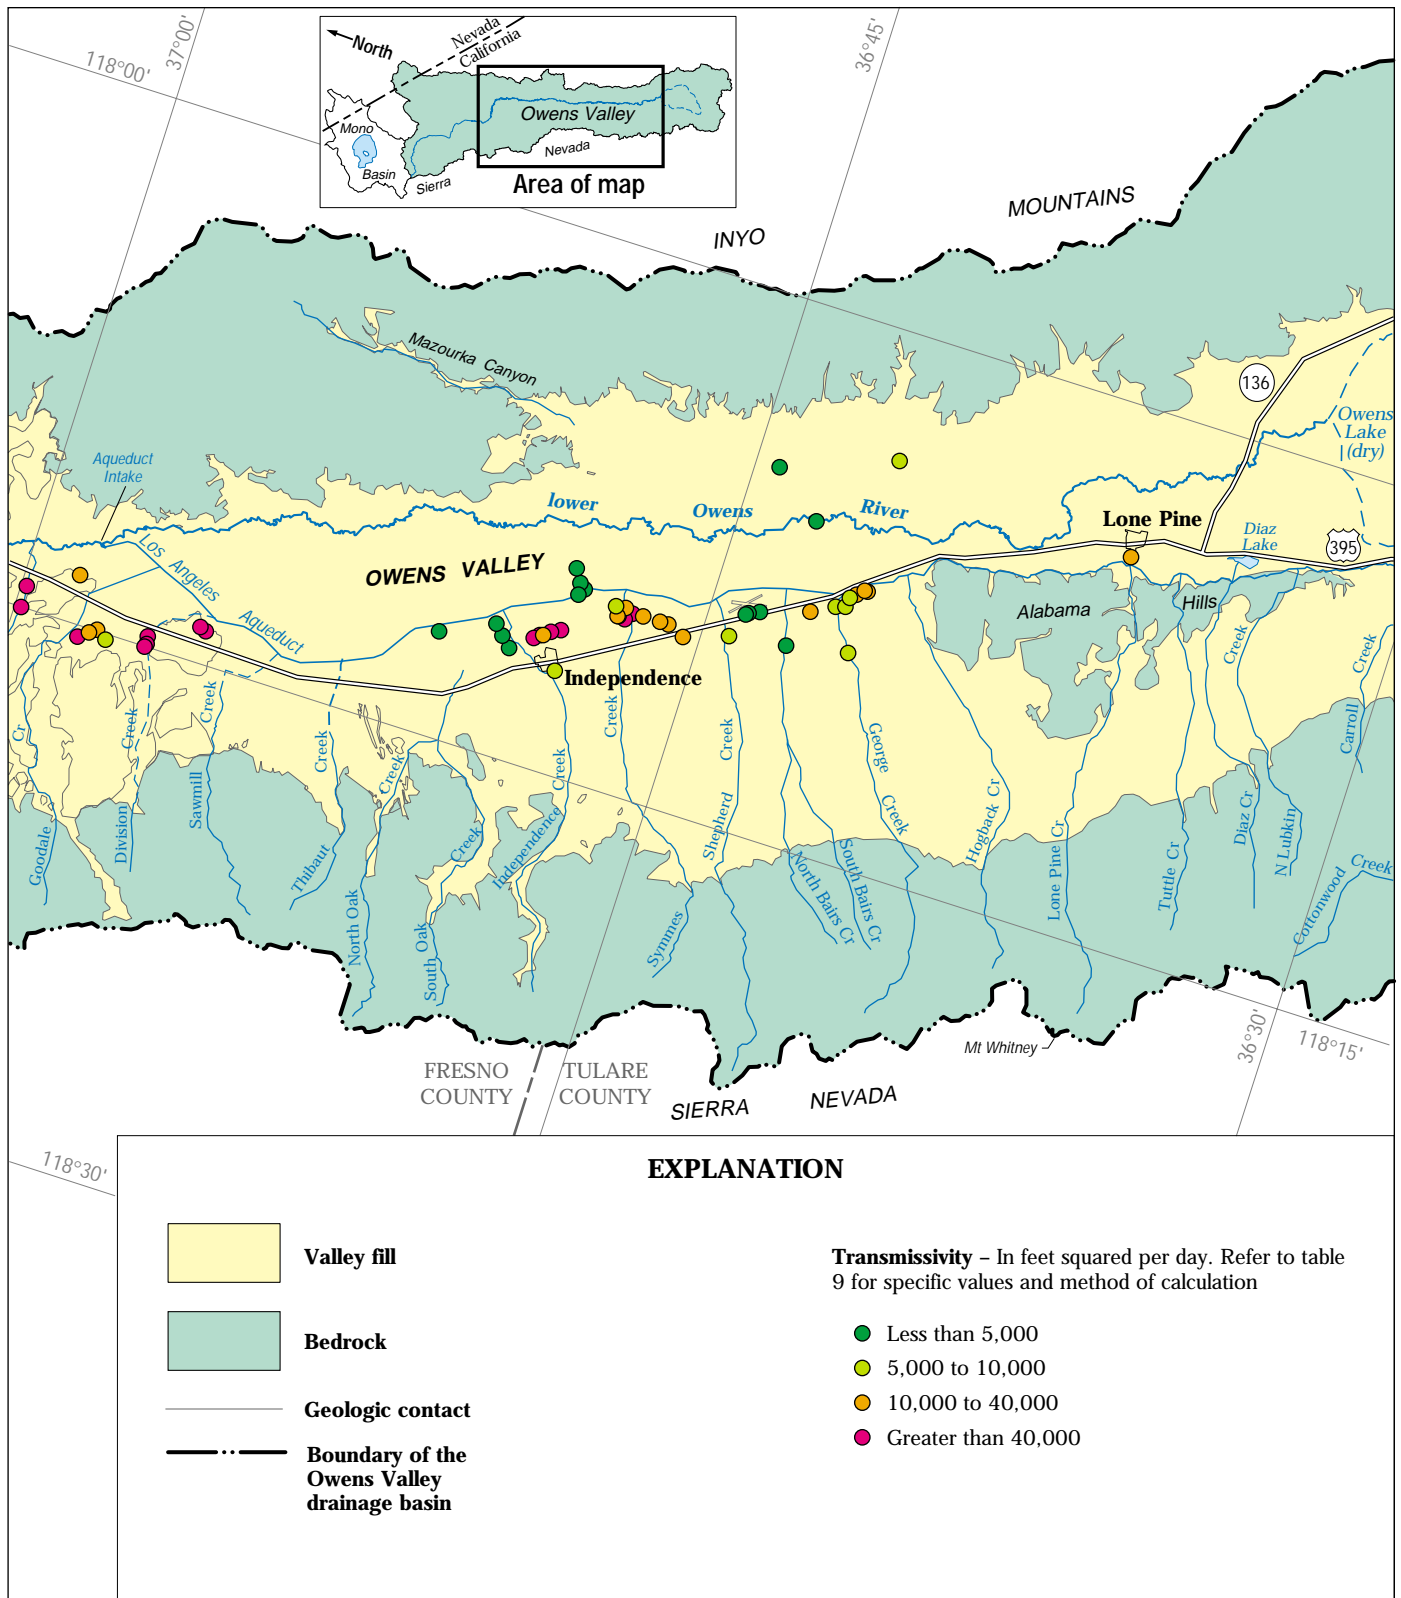 118°00'
37°00'
36°45'
North
Nevada
California
Mono
Basin
Owens Valley
Nevada
Sierra
Area of map
INYO
MOUNTAINS
Mazourka Canyon
136
Owens
Lake
(dry)
Aqueduct
Intake
lower
Owens
River
Lone Pine
Diaz
Lake
395
Los
Angeles
Aqueduct
OWENS VALLEY
Alabama
Hills
Independence
Cr
Goodale
Creek
Division
Creek
Sawmill
Creek
Thibaut
Creek
North Oak
Creek
South Oak
Creek
Independence
Creek
Symmes
Creek
Shepherd
North Bairs Cr
South Bairs Cr
George
Creek
Hogback Cr
Lone Pine Cr
Tuttle Cr
Creek
Diaz Cr
N Lubkin
Creek
Carroll
Cottonwood
Creek
Mt Whitney
36°30'
118°15'
FRESNO
COUNTY
TULARE
COUNTY
SIERRA
NEVADA
118°30'
EXPLANATION
Valley fill
Bedrock
Geologic contact
Boundary of the
Owens Valley
drainage basin
Transmissivity – In feet squared per day. Refer to table
9 for specific values and method of calculation
Less than 5,000
5,000 to 10,000
10,000 to 40,000
Greater than 40,000